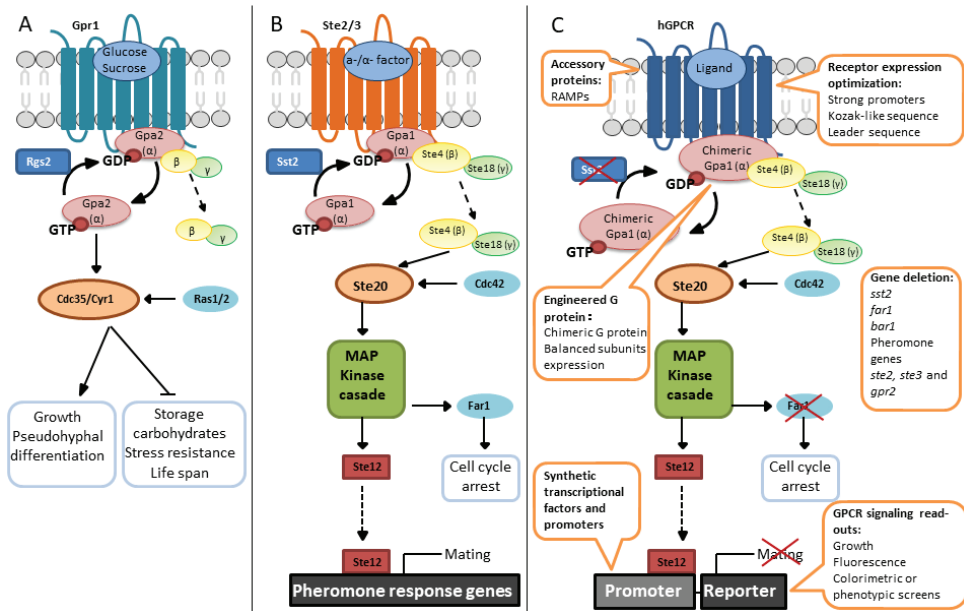 A
Gpr1
Glucose
Sucrose
Gpa2
(α)
Rgs2
GDP
β
γ
Gpa2
(α)
GTP
β
γ
Cdc35/Cyr1
Ras1/2
Growth
Pseudohyphal
differentiation
Storage
carbohydrates
Stress resistance
Life span
B
Ste2/3
a-/α- factor
Gpa1
(α)
Sst2
GDP
Ste4 (β)
Ste18 (γ)
Gpa1
(α)
GTP
Ste4 (β)
Ste18 (γ)
Ste20
Cdc42
MAP
Kinase
casade
Far1
Ste12
Cell cycle
arrest
Ste12
Mating
Pheromone response genes
C
hGPCR
Accessory
proteins:
RAMPs
Ligand
Receptor expression
optimization:
Strong promoters
Kozak-like sequence
Leader sequence
Chimeric
Gpa1 (α)
GDP
Ste4 (β)
Ste18 (γ)
Chimeric
Gpa1 (α)
GTP
Ste4 (β)
Ste18 (γ)
Ste20
Cdc42
Engineered G
protein:
Chimeric G protein
Balanced subunits
expression
Gene deletion:
sst2
far1
bar1
Pheromone
genes
ste2, ste3 and
gpr2
MAP
Kinase
casade
Far1
Ste12
Cell cycle
arrest
Synthetic
transcriptional
factors and
promoters
GPCR signaling read-
outs:
Growth
Fluorescence
Colorimetric or
phenotypic screens
Mating
Ste12
Promoter
Reporter